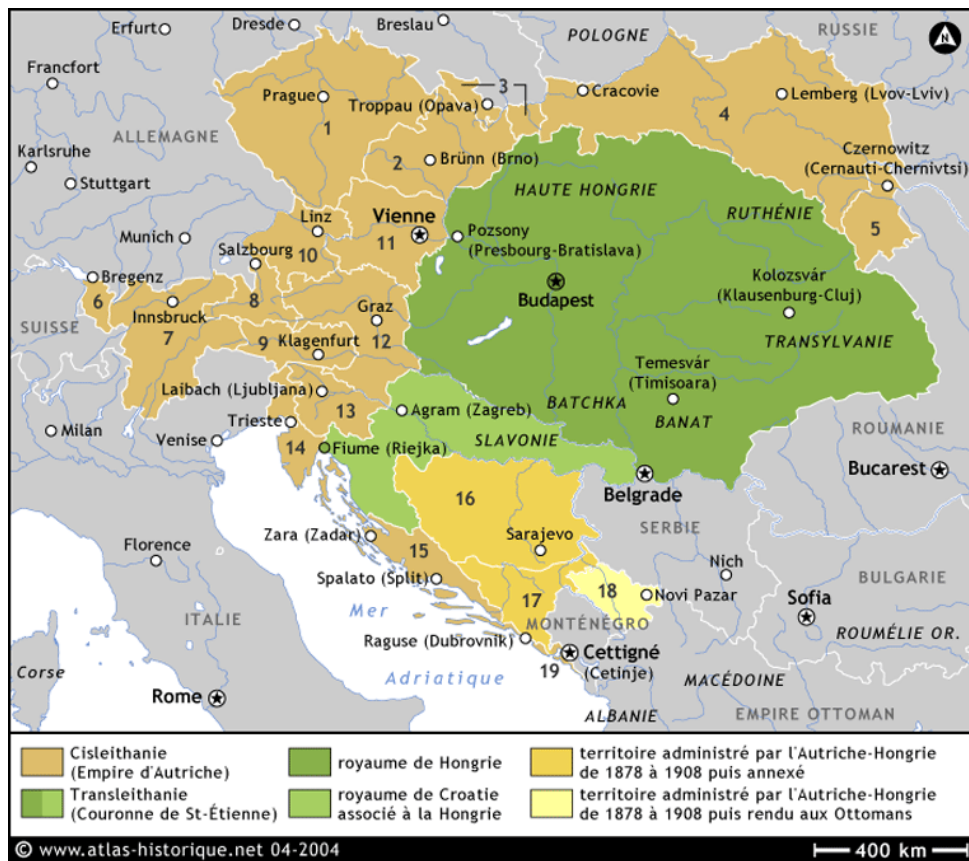 Erfurt
Dresde
Breslau
POLOGNE
RUSSIE
N
Francfort
Prague
3
Troppau (Opava)
Cracovie
Lemberg (Lvov-Lviv)
1
4
ALLEMAGNE
Karlsruhe
Stuttgart
2
Brünn (Brno)
Czernowitz
(Cernauti-Chernivtsi)
HAUTE HONGRIE
RUTHÉNIE
Linz
Vienne
Munich
Salzbourg
10
11
Pozsony
(Presbourg-Bratislava)
5
Bregenz
6
Innsbruck
7
8
Budapest
Kolozsvár
(Klausenburg-Cluj)
SUISSE
Graz
9
Klagenfurt
12
TRANSYLVANIE
Temesvár
(Timisoara)
Laibach (Ljubljana)
13
Agram (Zagreb)
BATCHKA
BANAT
Milan
Venise
Trieste
14
Fiume (Riejka)
SLAVONIE
ROUMANIE
Bucarest
Belgrade
16
Sarajevo
SERBIE
Zara (Zadar)
15
Florence
Nich
Spalato (Split)
17
18
Novi Pazar
BULGARIE
Sofia
ITALIE
Mer
MONTÉNÉGRO
Raguse (Dubrovnik)
ROUMÉLIE OR.
Corse
Adriatique
19
Cettigné
(Cetinje)
MACÉDOINE
Rome
ALBANIE
EMPIRE OTTOMAN
Cisleithanie
(Empire d'Autriche)
Transleithanie
(Couronne de St-Étienne)
royaume de Hongrie
royaume de Croatie
associé à la Hongrie
territoire administré par l'Autriche-Hongrie
de 1878 à 1908 puis annexé
territoire administré par l'Autriche-Hongrie
de 1878 à 1908 puis rendu aux Ottomans
© www.atlas-historique.net 04-2004
400 km